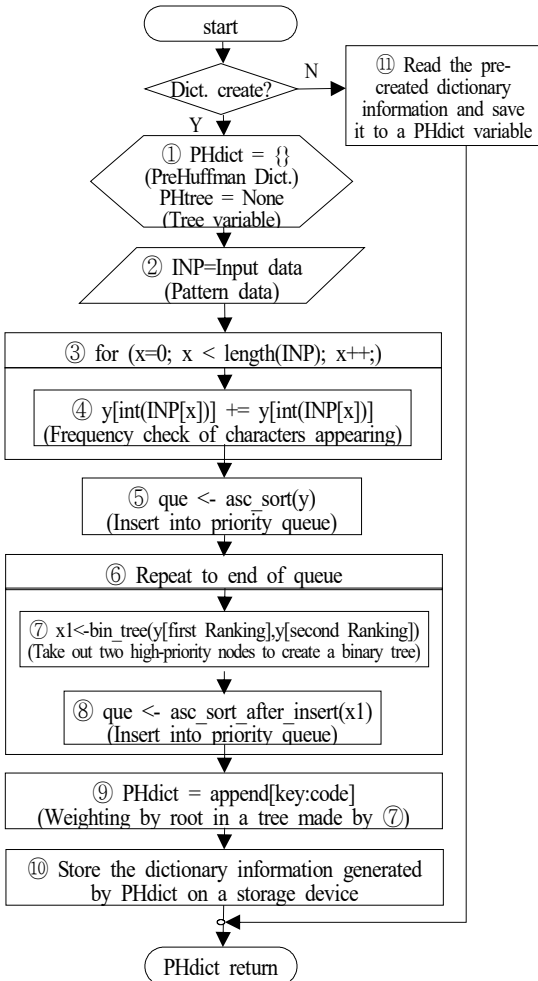 start
Dict. create?
N
Y
⑪ Read the pre-
created dictionary
information and save
it to a PHdict variable
① PHdict = {}
(PreHuffman Dict.)
PHtree = None
(Tree variable)
② INP=Input data
(Pattern data)
③ for (x=0; x < length(INP); x++;)
④ y[int(INP[x])] += y[int(INP[x])]
(Frequency check of characters appearing)
⑤ que <- asc_sort(y)
(Insert into priority queue)
⑥ Repeat to end of queue
⑦ x1<-bin_tree(y[first Ranking],y[second Ranking])
(Take out two high-priority nodes to create a binary tree)
⑧ que <- asc_sort_after_insert(x1)
(Insert into priority queue)
⑨ PHdict = append[key:code]
(Weighting by root in a tree made by ⑦)
⑩ Store the dictionary information generated
by PHdict on a storage device
PHdict return